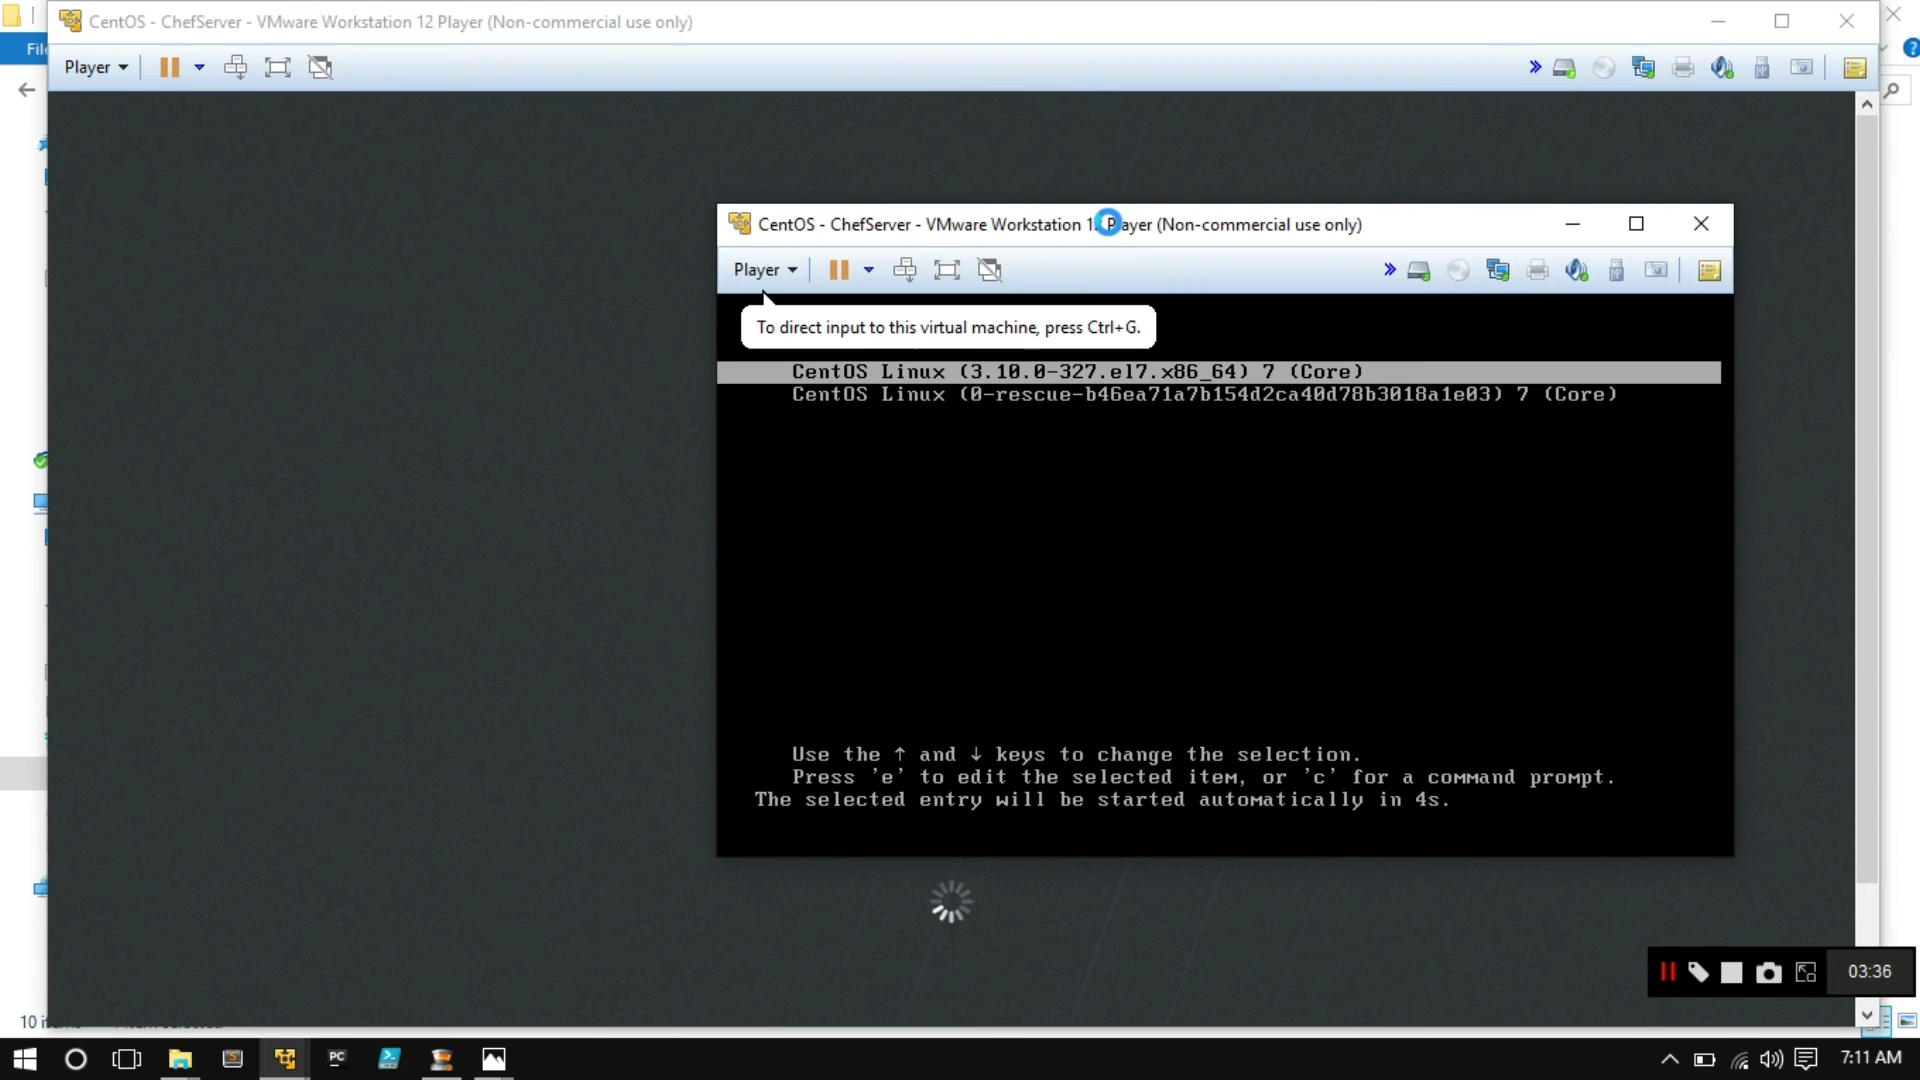 CentOS - ChefServer - VMware Workstation 12 Player (Non-commercial use only)
File
Player
CentOS - ChefServer - VMware Workstation 12 Player (Non-commercial use only)
Player
To direct input to this virtual machine, press Ctrl+G.
CentOS Linux (3.10.0-327.el7.x86_64) 7 (Core)
CentOS Linux (0-rescue-b46ea71a7b154d2ca40d78b3018a1e03) 7 (Core)
Use the ↑ and ↓ keys to change the selection.
Press 'e' to edit the selected item, or 'c' for a command prompt.
The selected entry will be started automatically in 4s.
03:36
10
PC
7:11 AM